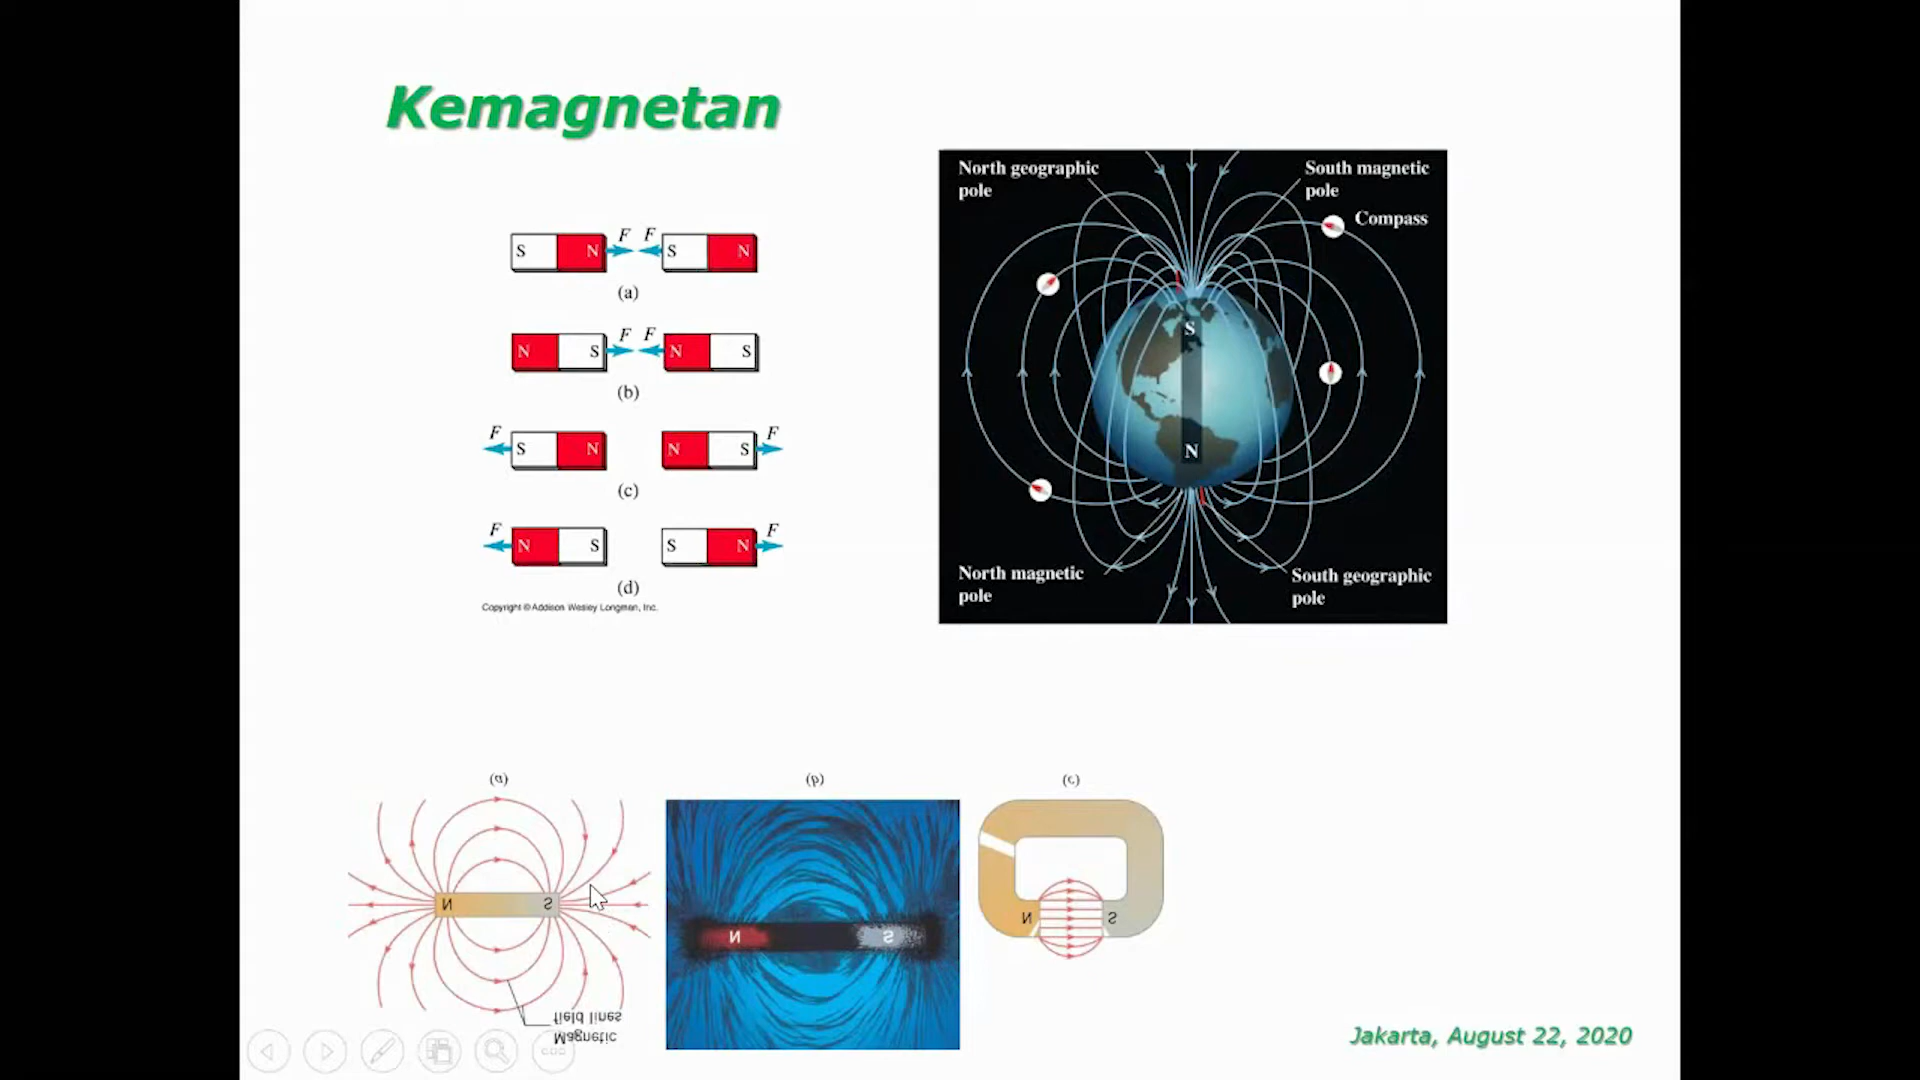 Kemagnetan
S N F F S N
(a)
N S F F N S
(b)
F S N N S F
(c)
F N S S N F
(d)
Copyright © Addison Wesley Longman, Inc.
North geographic
pole
South magnetic
pole
Compass
S
N
North magnetic
pole
South geographic
pole
(a)
(b)
(c)
N S
N S
N S
field lines
Magnetic
Jakarta, August 22, 2020